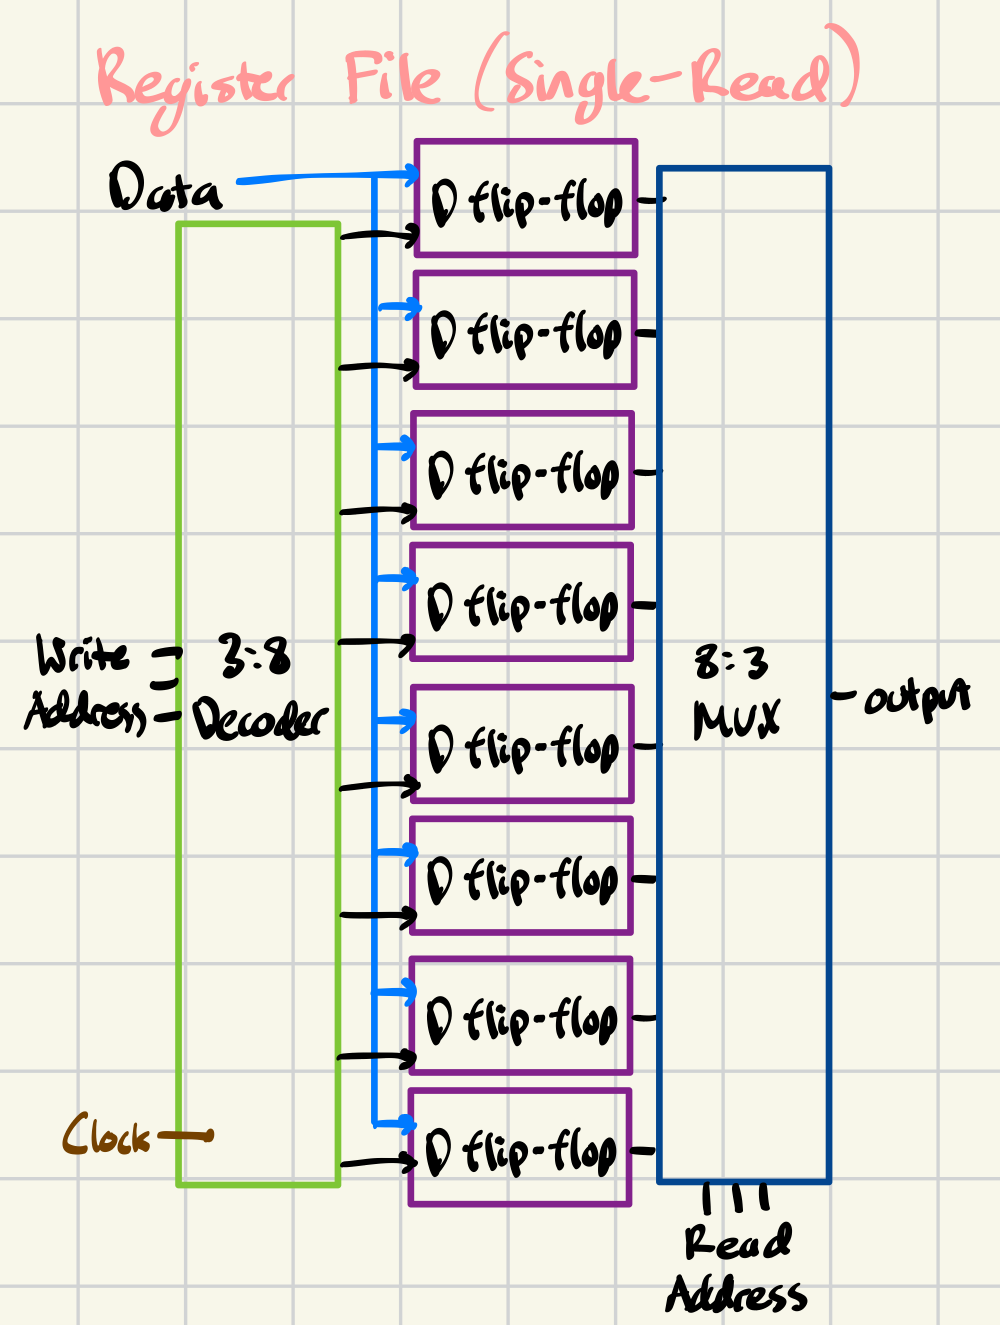 Register File (Single-Read)
Data
D flip-flop
D flip-flop
D flip-flop
D flip-flop
D flip-flop
D flip-flop
D flip-flop
D flip-flop
Write
Address
3:8
Decoder
8:3
MUX
output
Clock
Read
Address